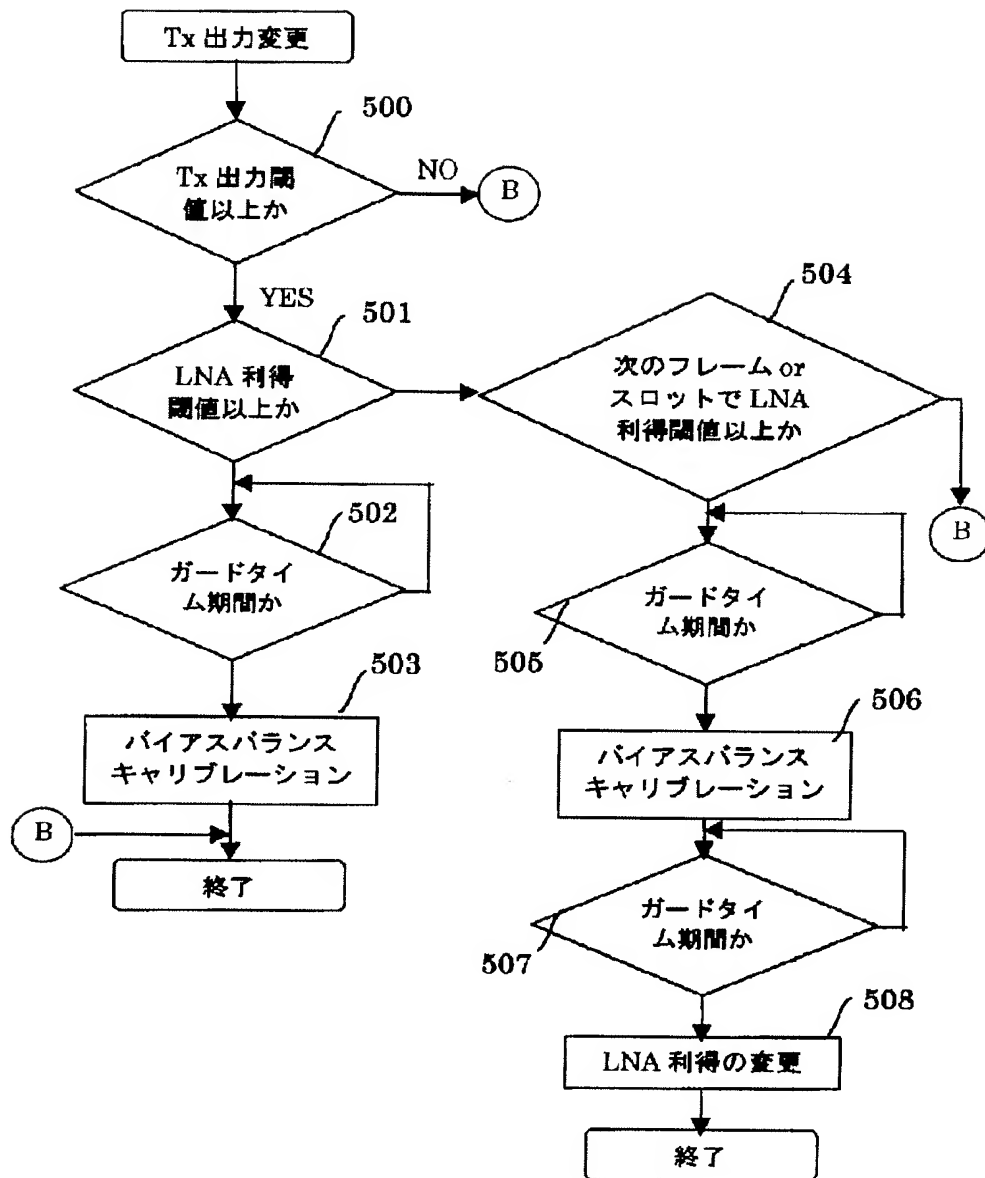 Tx 出力変更
500
Tx 出力閾
値以上か
NO
B
YES
501
LNA 利得
閾値以上か
504
次のフレーム or
スロットで LNA
利得閾値以上か
B
502
ガードタイ
ム期間か
505
ガードタイ
ム期間か
503
バイアスバランス
キャリブレーション
506
バイアスバランス
キャリブレーション
B
終了
507
ガードタイ
ム期間か
508
LNA 利得の変更
終了